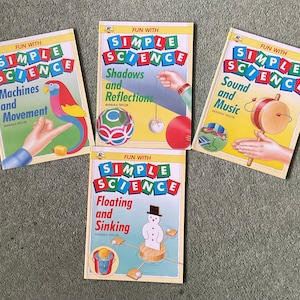 FUN WITH
SIMPLE
SCIENCE
Machines
and
Movement
FUN WITH
SIMPLE
SCIENCE
Shadows
and
Reflections
FUN WITH
SIMPLE
SCIENCE
Sound
and
Music
FUN WITH
SIMPLE
SCIENCE
Floating
and
Sinking